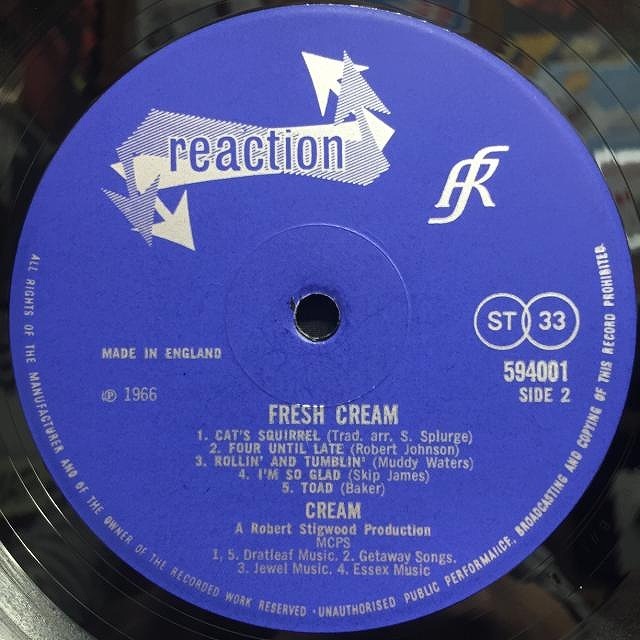 reaction
ST 33
594001
SIDE 2
MADE IN ENGLAND
℗ 1966
FRESH CREAM
1. CAT'S SQUIRREL (Trad. arr. S. Splurge)
2. FOUR UNTIL LATE (Robert Johnson)
3. ROLLIN' AND TUMBLIN' (Muddy Waters)
4. I'M SO GLAD (Skip James)
5. TOAD (Baker)
CREAM
A Robert Stigwood Production
MCPS
1, 5. Dratleaf Music. 2. Getaway Songs.
3. Jewel Music. 4. Essex Music
ALL RIGHTS OF THE MANUFACTURER AND OF THE OWNER OF THE RECORDED WORK RESERVED · UNAUTHORISED PUBLIC PERFORMANCE, BROADCASTING AND COPYING OF THIS RECORD PROHIBITED.